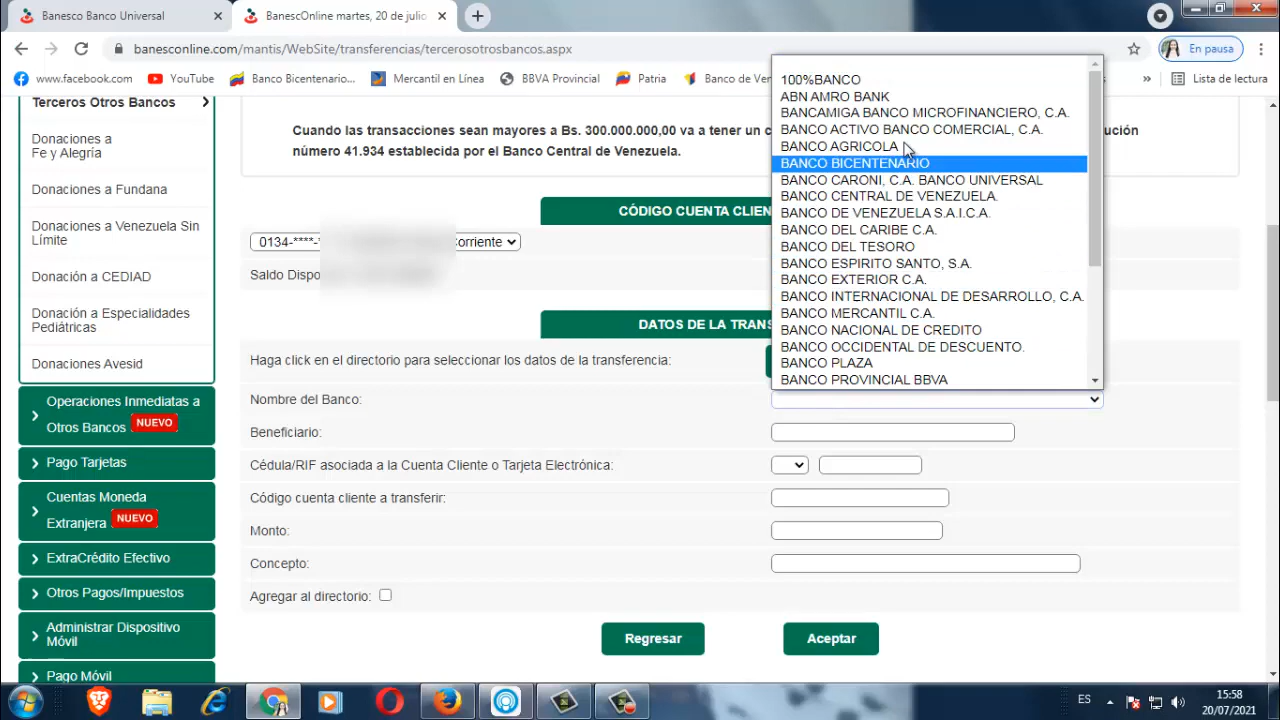 Banesco Banco Universal
BanescOnline martes, 20 de julio
banesconline.com/mantis/WebSite/transferencias/tercerosotrosbancos.aspx
En pausa
www.facebook.com
YouTube
Banco Bicentenario...
Mercantil en Línea
BBVA Provincial
Patria
Banco de Ven
»
Lista de lectura
Terceros Otros Bancos
Donaciones a
Fe y Alegría
Donaciones a Fundana
Donaciones a Venezuela Sin
Límite
Donación a CEDIAD
Donación a Especialidades
Pediátricas
Donaciones Avesid
Operaciones Inmediatas a
Otros Bancos NUEVO
Pago Tarjetas
Cuentas Moneda
Extranjera NUEVO
ExtraCrédito Efectivo
Otros Pagos/Impuestos
Administrar Dispositivo
Móvil
Pago Móvil
Cuando las transacciones sean mayores a Bs. 300.000.000,00 va a tener un c
ución
número 41.934 establecida por el Banco Central de Venezuela.
CÓDIGO CUENTA CLIEN
0134-****-* Corriente
Saldo Dispo
DATOS DE LA TRANS
Haga click en el directorio para seleccionar los datos de la transferencia:
Nombre del Banco:
100%BANCO
ABN AMRO BANK
BANCAMIGA BANCO MICROFINANCIERO, C.A.
BANCO ACTIVO BANCO COMERCIAL, C.A.
BANCO AGRICOLA
BANCO BICENTENARIO
BANCO CARONI, C.A. BANCO UNIVERSAL
BANCO CENTRAL DE VENEZUELA.
BANCO DE VENEZUELA S.A.I.C.A.
BANCO DEL CARIBE C.A.
BANCO DEL TESORO
BANCO ESPIRITO SANTO, S.A.
BANCO EXTERIOR C.A.
BANCO INTERNACIONAL DE DESARROLLO, C.A.
BANCO MERCANTIL C.A.
BANCO NACIONAL DE CREDITO
BANCO OCCIDENTAL DE DESCUENTO.
BANCO PLAZA
BANCO PROVINCIAL BBVA
Beneficiario:
Cédula/RIF asociada a la Cuenta Cliente o Tarjeta Electrónica:
Código cuenta cliente a transferir:
Monto:
Concepto:
Agregar al directorio:
Regresar
Aceptar
ES
15:58
20/07/2021